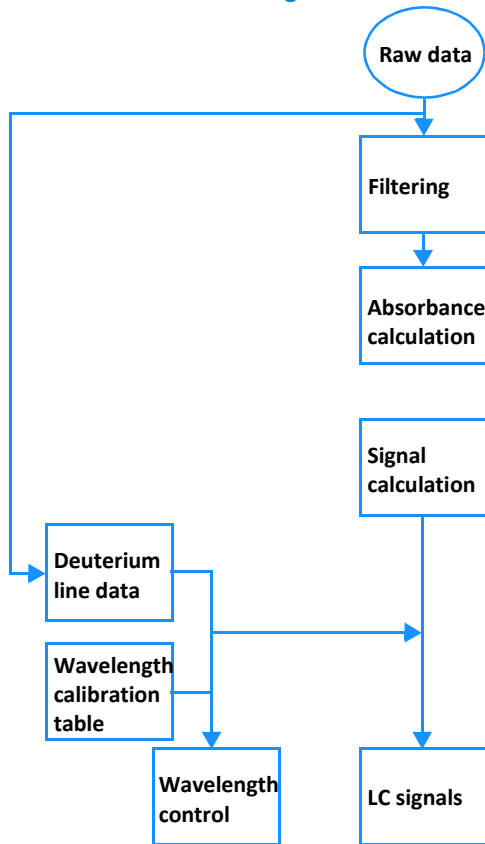 Raw data
Filtering
Absorbance
calculation
Signal
calculation
Deuterium
line data
Wavelength
calibration
table
Wavelength
control
LC signals